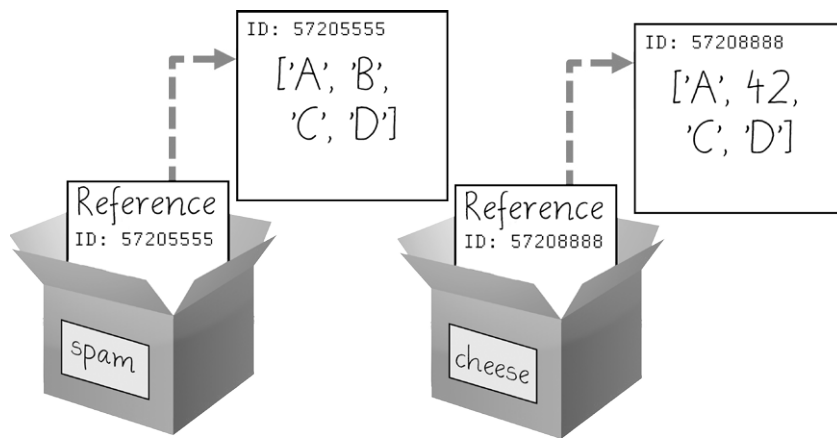 ID: 57205555
['A', 'B',
'C', 'D']
Reference
ID: 57205555
spam
ID: 57208888
['A', 42,
'C', 'D']
Reference
ID: 57208888
cheese